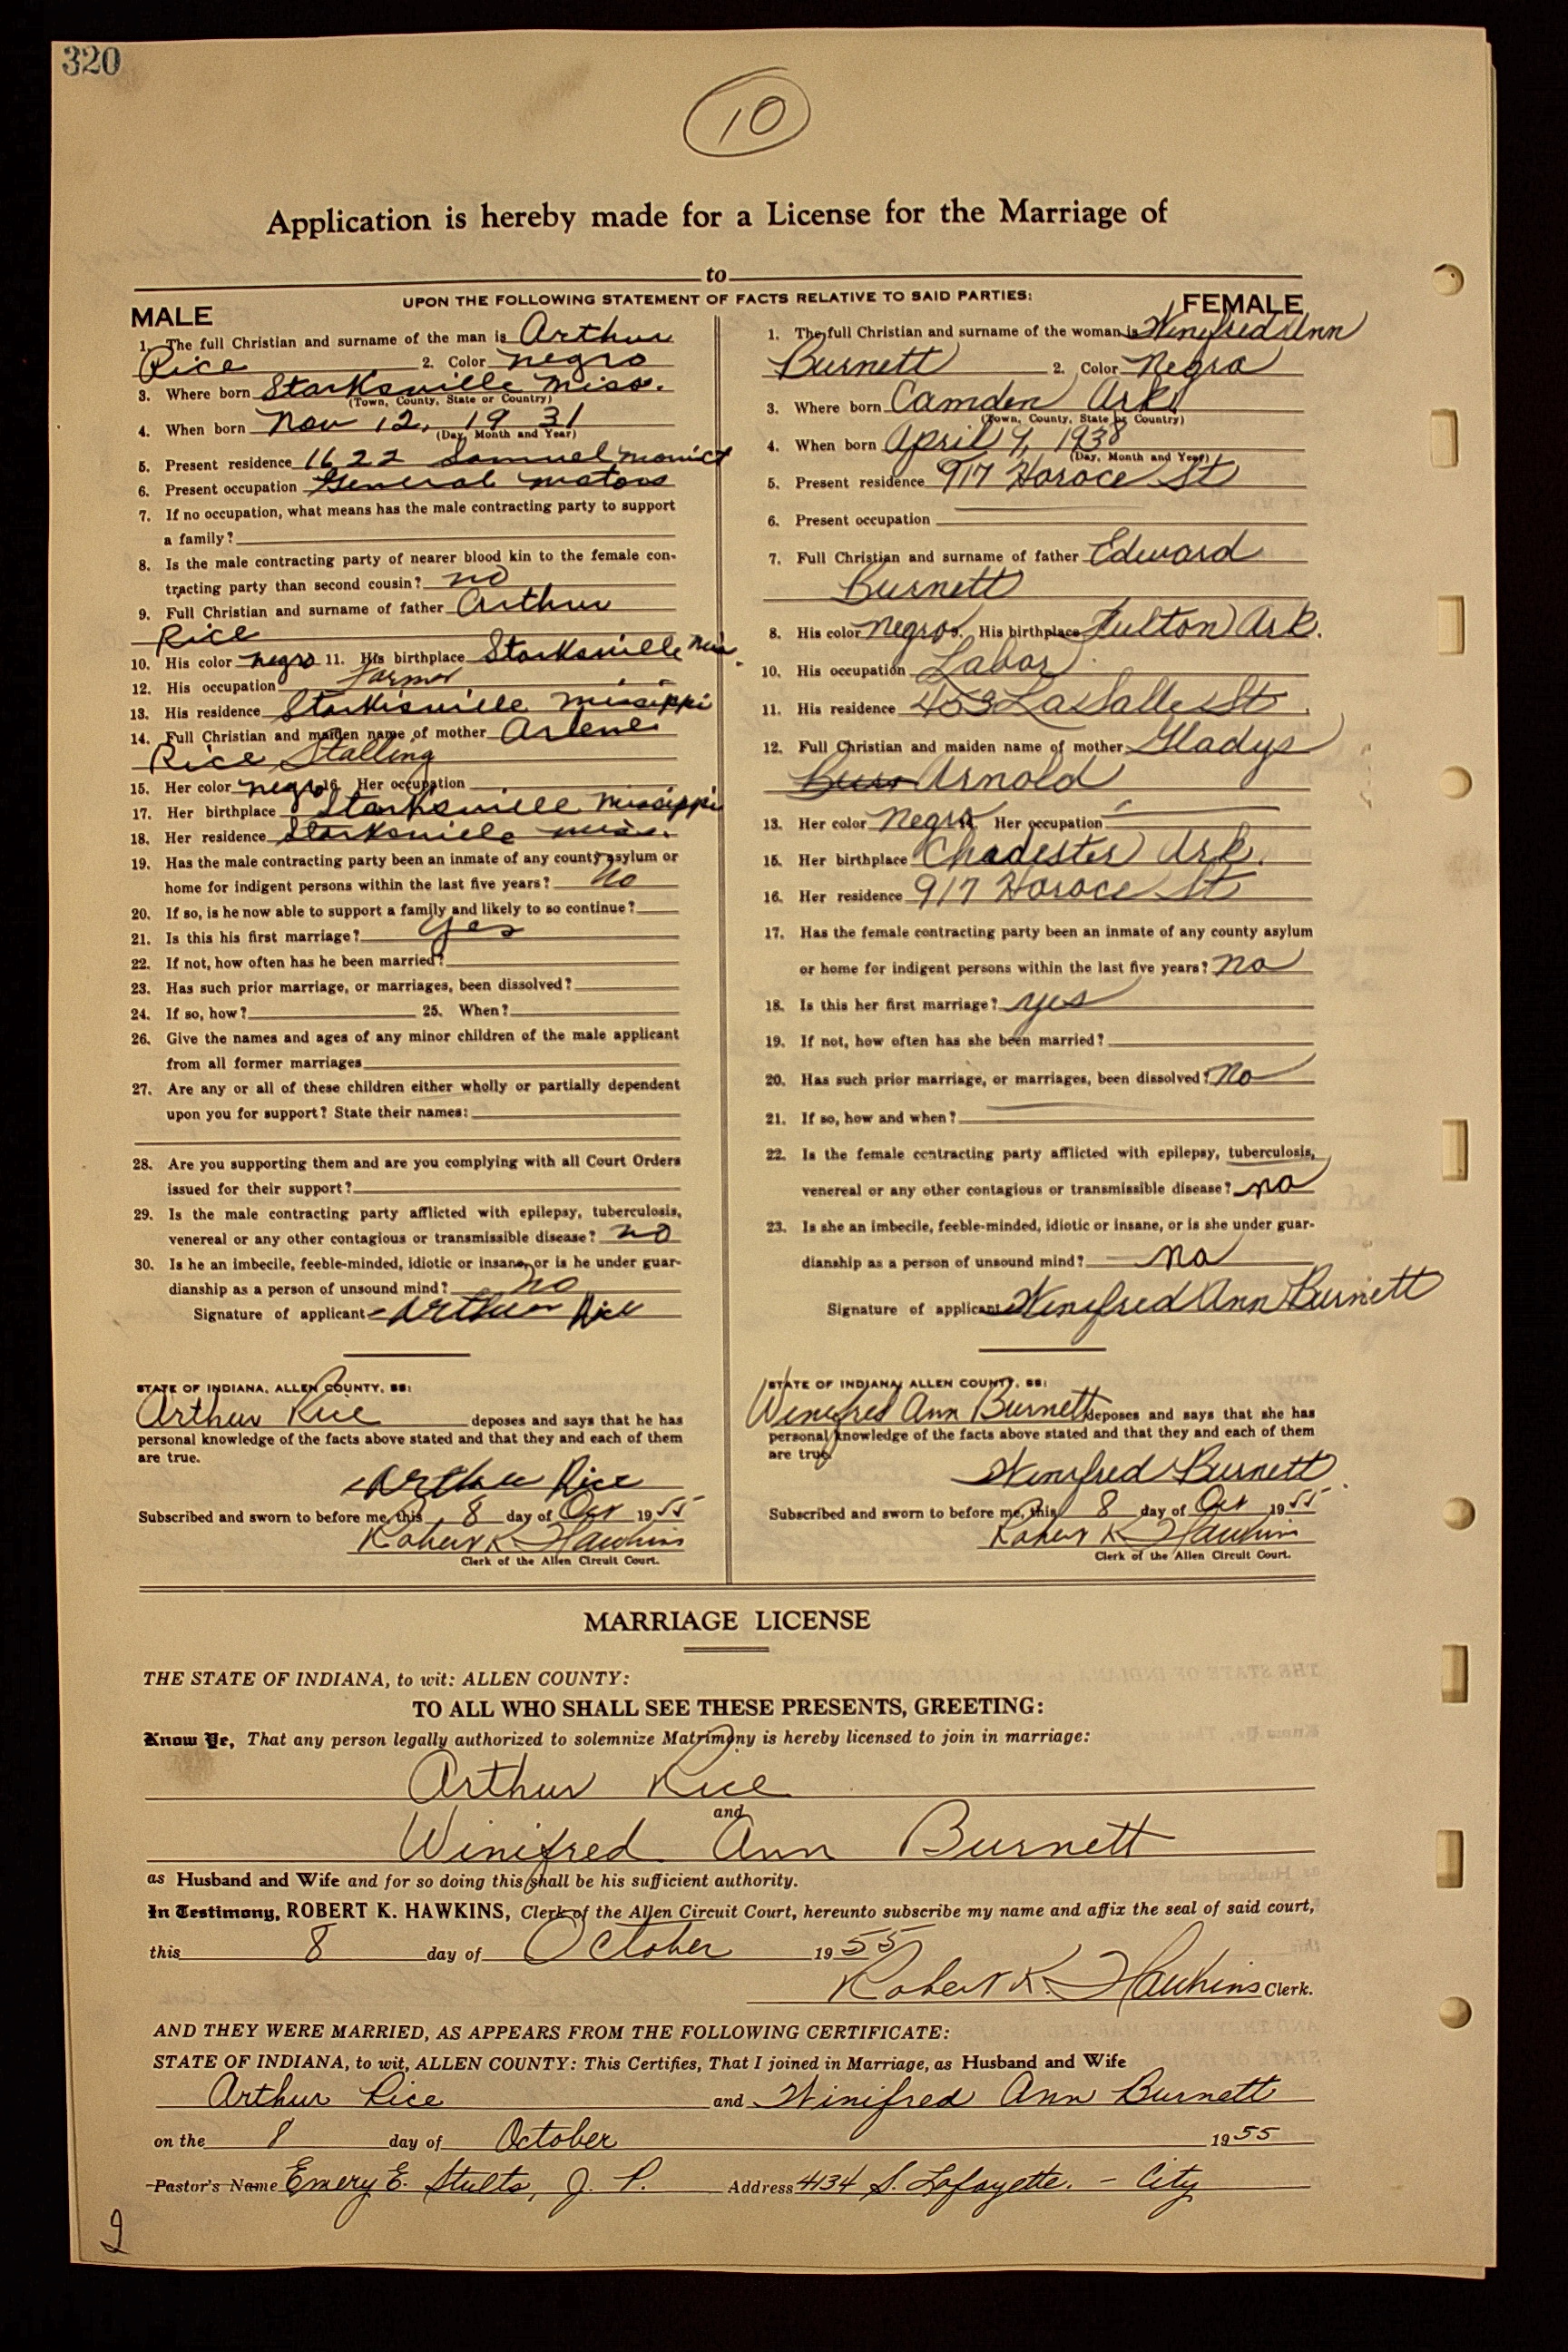 320
10
Application is hereby made for a License for the Marriage of
to
UPON THE FOLLOWING STATEMENT OF FACTS RELATIVE TO SAID PARTIES:
MALE
1. The full Christian and surname of the man is Arthur
Rice 2. Color negro
3. Where born Starksville Miss.
(Town, County, State or Country)
4. When born Nov 12, 19 31
(Day, Month and Year)
5. Present residence 1622 Samuel
6. Present occupation General Motors
7. If no occupation, what means has the male contracting party to support
a family?
8. Is the male contracting party of nearer blood kin to the female con-
tracting party than second cousin? no
9. Full Christian and surname of father Arthur
Rice
10. His color negro 11. His birthplace Starksville
12. His occupation Farmer
13. His residence
14. Full Christian and maiden name of mother Arlene
Rice Stalling
15. Her color negro 16. Her occupation
17. Her birthplace
18. Her residence Starksville
19. Has the male contracting party been an inmate of any county asylum or
home for indigent persons within the last five years? No
20. If so, is he now able to support a family and likely to so continue?
21. Is this his first marriage? Yes
22. If not, how often has he been married?
23. Has such prior marriage, or marriages, been dissolved?
24. If so, how? 25. When?
26. Give the names and ages of any minor children of the male applicant
from all former marriages
27. Are any or all of these children either wholly or partially dependent
upon you for support? State their names:
28. Are you supporting them and are you complying with all Court Orders
issued for their support?
29. Is the male contracting party afflicted with epilepsy, tuberculosis,
venereal or any other contagious or transmissible disease? no
30. Is he an imbecile, feeble-minded, idiotic or insane, or is he under guar-
dianship as a person of unsound mind? no
Signature of applicant Arthur Rice
STATE OF INDIANA, ALLEN COUNTY, SS:
Arthur Rice deposes and says that he has
personal knowledge of the facts above stated and that they and each of them
are true.
Arthur Rice
Subscribed and sworn to before me, this 8 day of Oct 1955
Robert K Hawkins
Clerk of the Allen Circuit Court.
FEMALE
1. The full Christian and surname of the woman is Winifred Ann
Burnett 2. Color Negro
3. Where born Camden Ark.
(Town, County, State or Country)
4. When born April 7, 1938
(Day, Month and Year)
5. Present residence 917 Horace St
6. Present occupation
7. Full Christian and surname of father Edward
Burnett
8. His color negro 9. His birthplace Fulton Ark.
10. His occupation Labor
11. His residence 453 LaSalle St.
12. Full Christian and maiden name of mother Gladys
Arnold
13. Her color Negro 14. Her occupation
15. Her birthplace Chadester Ark.
16. Her residence 917 Horace St
17. Has the female contracting party been an inmate of any county asylum
or home for indigent persons within the last five years? no
18. Is this her first marriage? yes
19. If not, how often has she been married?
20. Has such prior marriage, or marriages, been dissolved? No
21. If so, how and when?
22. Is the female contracting party afflicted with epilepsy, tuberculosis,
venereal or any other contagious or transmissible disease? no
23. Is she an imbecile, feeble-minded, idiotic or insane, or is she under guar-
dianship as a person of unsound mind? no
Signature of applicant Winifred Ann Burnett
STATE OF INDIANA, ALLEN COUNTY, SS:
Winifred Ann Burnett deposes and says that she has
personal knowledge of the facts above stated and that they and each of them
are true.
Winifred Burnett
Subscribed and sworn to before me, this 8 day of Oct 1955
Robert K Hawkins
Clerk of the Allen Circuit Court.
MARRIAGE LICENSE
THE STATE OF INDIANA, to wit: ALLEN COUNTY:
TO ALL WHO SHALL SEE THESE PRESENTS, GREETING:
Know Ye, That any person legally authorized to solemnize Matrimony is hereby licensed to join in marriage:
Arthur Rice
and
Winifred Ann Burnett
as Husband and Wife and for so doing this shall be his sufficient authority.
In Testimony, ROBERT K. HAWKINS, Clerk of the Allen Circuit Court, hereunto subscribe my name and affix the seal of said court,
this 8 day of October 1955
Robert K. Hawkins Clerk.
AND THEY WERE MARRIED, AS APPEARS FROM THE FOLLOWING CERTIFICATE:
STATE OF INDIANA, to wit, ALLEN COUNTY: This Certifies, That I joined in Marriage, as Husband and Wife
Arthur Rice and Winifred Ann Burnett
on the 8 day of October 1955
Pastor's Name Emery E. Stults, J. P. Address 4134 S. Lafayette. - City